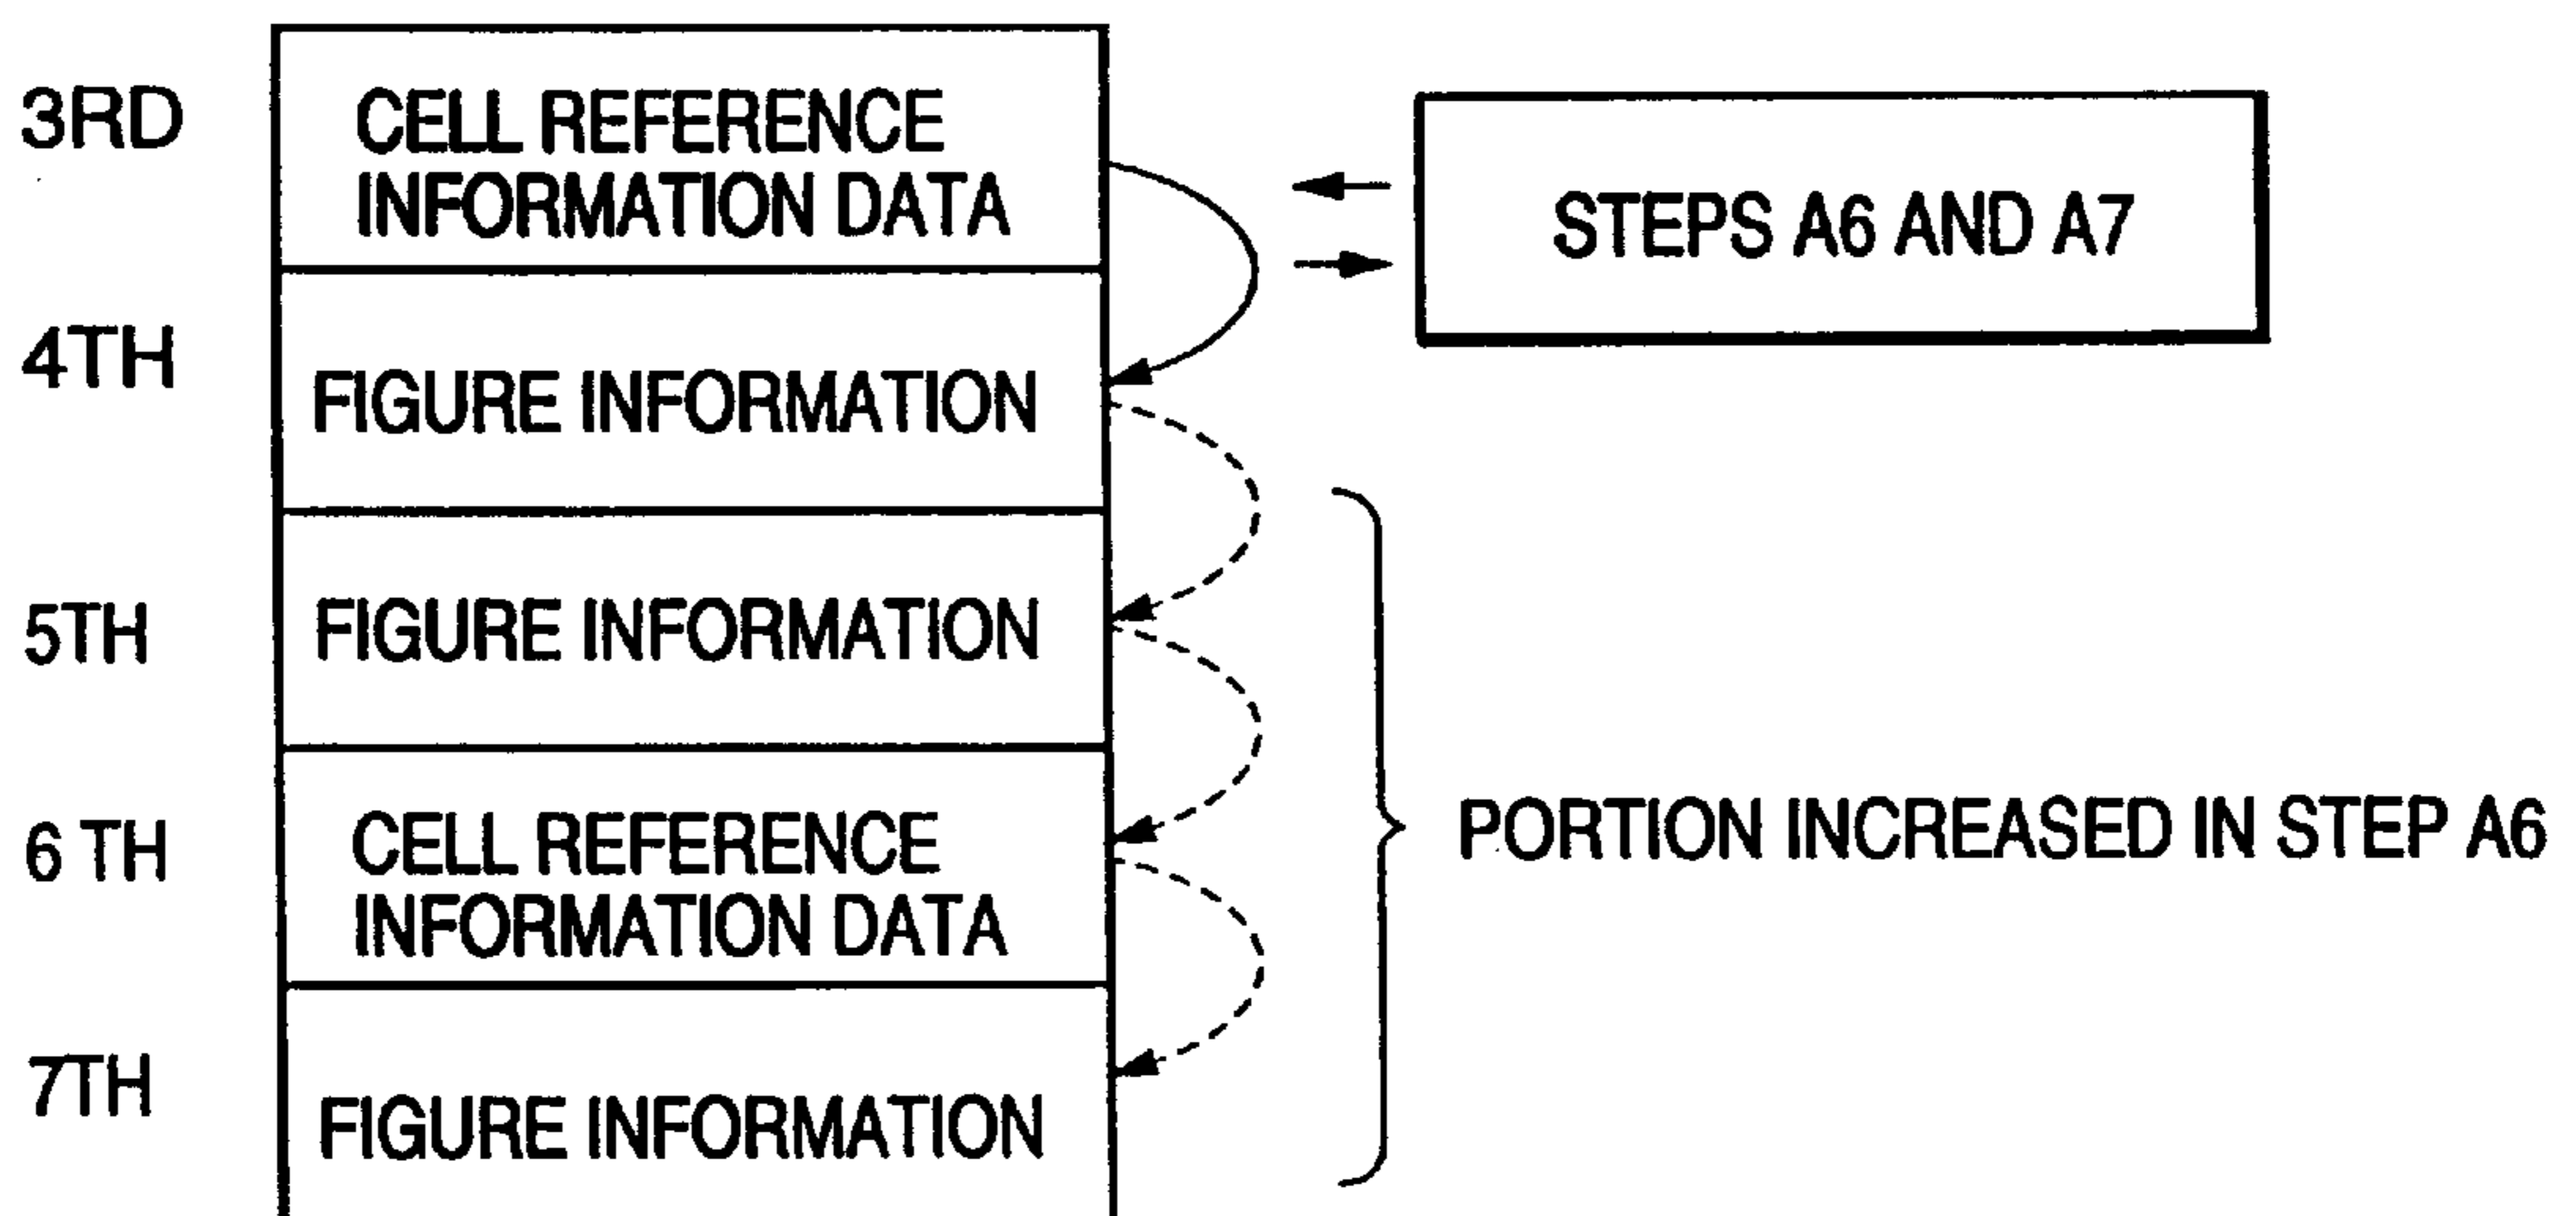 3RD
CELL REFERENCE
INFORMATION DATA
STEPS A6 AND A7
4TH
FIGURE INFORMATION
5TH
FIGURE INFORMATION
6 TH
CELL REFERENCE
INFORMATION DATA
PORTION INCREASED IN STEP A6
7TH
FIGURE INFORMATION